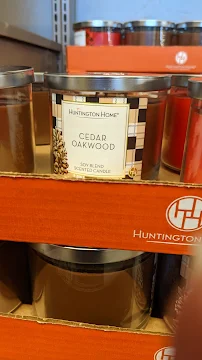 HUNTINGTON HOME
CEDAR
OAKWOOD
SOY BLEND
SCENTED CANDLE
HUNTINGTON